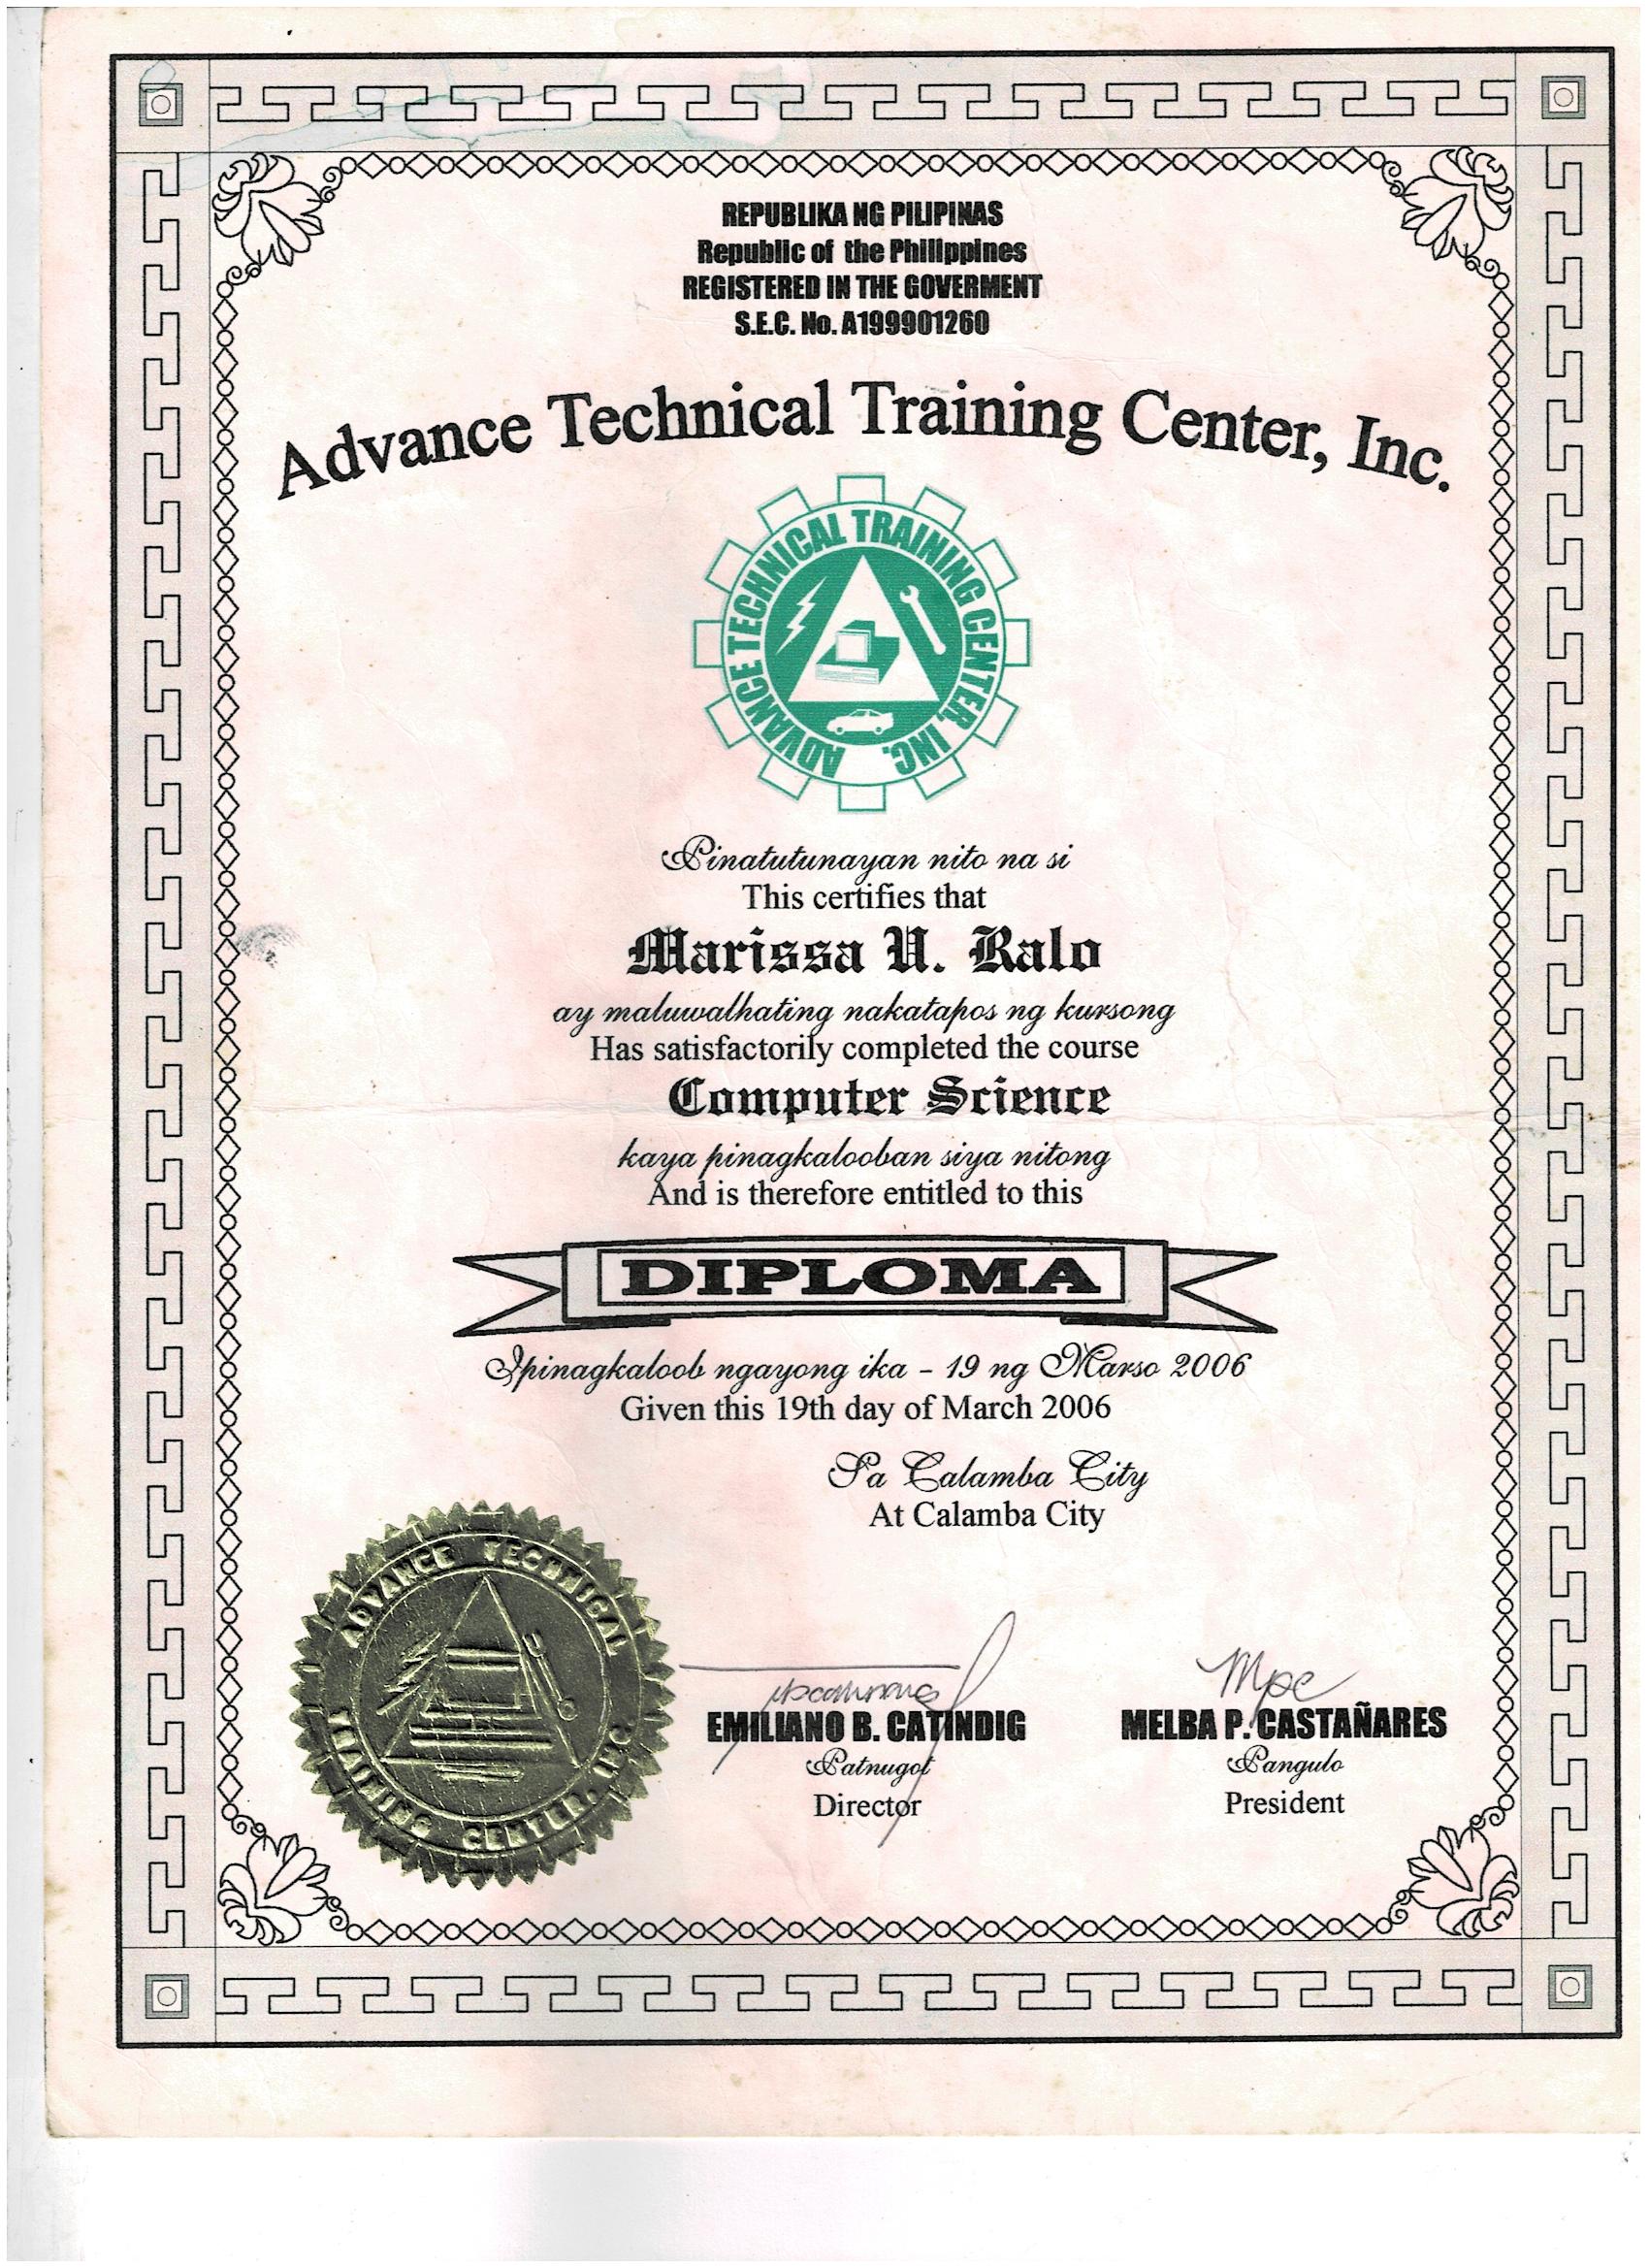 REPUBLIKA NG PILIPINAS
Republic of the Philippines
REGISTERED IN THE GOVERMENT
S.E.C. No. A199901260
Advance Technical Training Center, Inc.
ADVANCE TECHNICAL TRAINING CENTER, INC.
Pinatutunayan nito na si
This certifies that
Marissa U. Ralo
ay maluwalhating nakatapos ng kursong
Has satisfactorily completed the course
Computer Science
kaya pinagkalooban siya nitong
And is therefore entitled to this
DIPLOMA
Ipinagkaloob ngayong ika - 19 ng Marso 2006
Given this 19th day of March 2006
Sa Calamba City
At Calamba City
ADVANCE TECHNICAL
TRAINING CENTER, INC.
EMILIANO B. CATINDIG
Patnugot
Director
MELBA P. CASTAÑARES
Pangulo
President